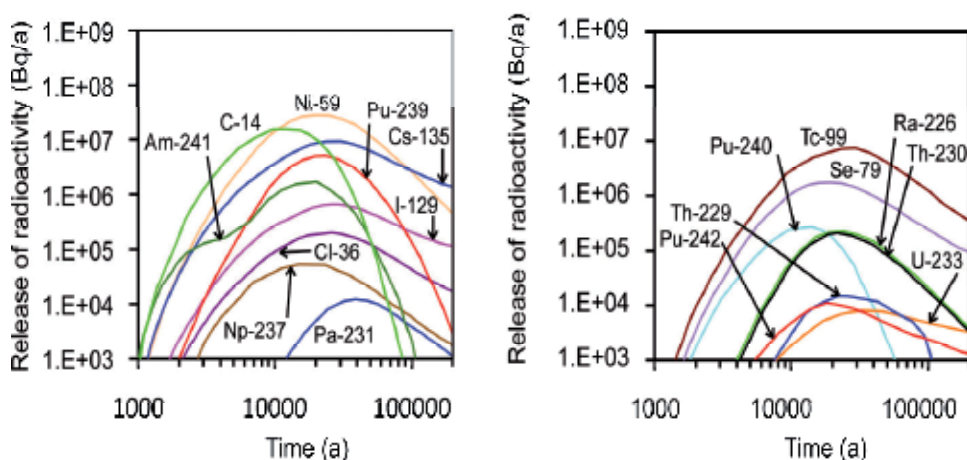 Release of radioactivity (Bq/a)
1.E+09
1.E+08
1.E+07
1.E+06
1.E+05
1.E+04
1.E+03
1000
10000
100000
Time (a)
C-14
Ni-59
Pu-239
Cs-135
Am-241
I-129
Cl-36
Np-237
Pa-231
Release of radioactivity (Bq/a)
1.E+09
1.E+08
1.E+07
1.E+06
1.E+05
1.E+04
1.E+03
1000
10000
100000
Time (a)
Tc-99
Ra-226
Pu-240
Th-230
Se-79
Th-229
Pu-242
U-233